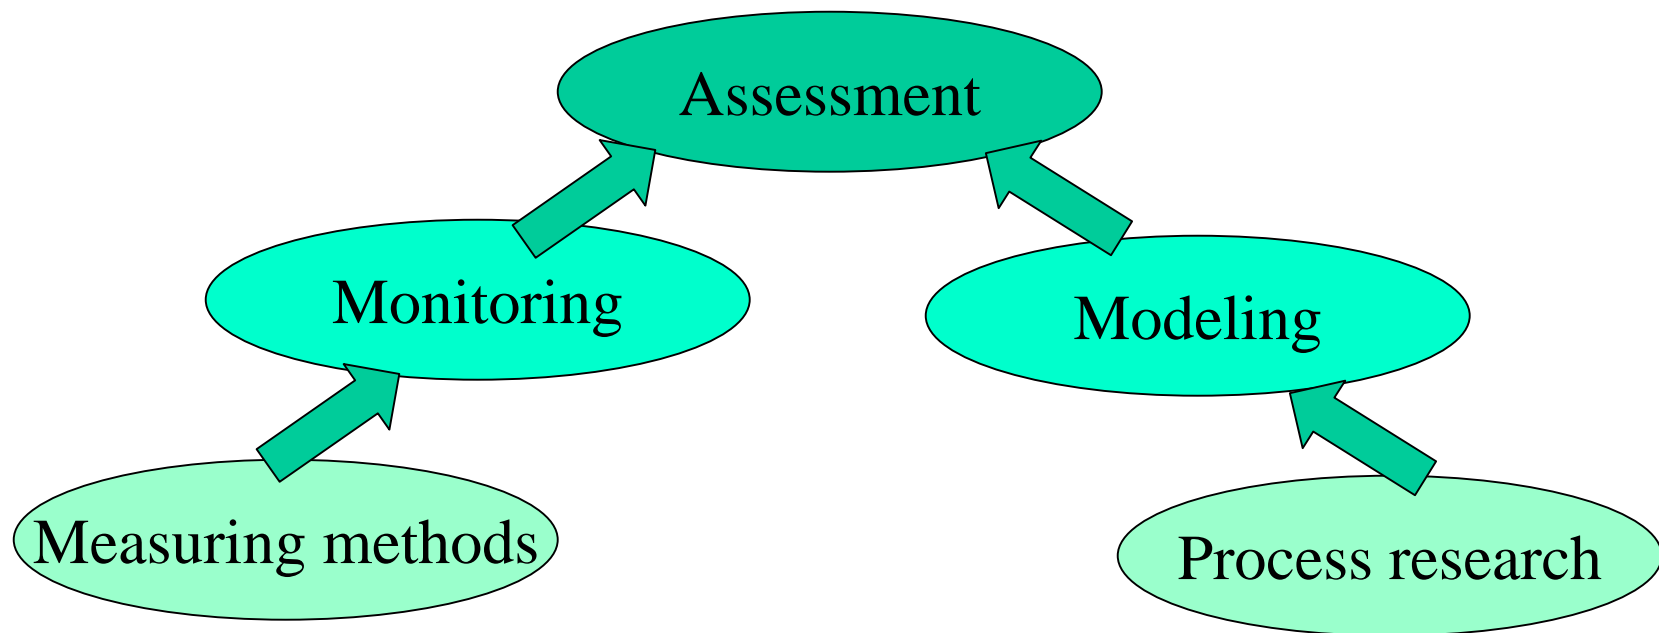 Assessment
Monitoring
Modeling
Measuring methods
Process research